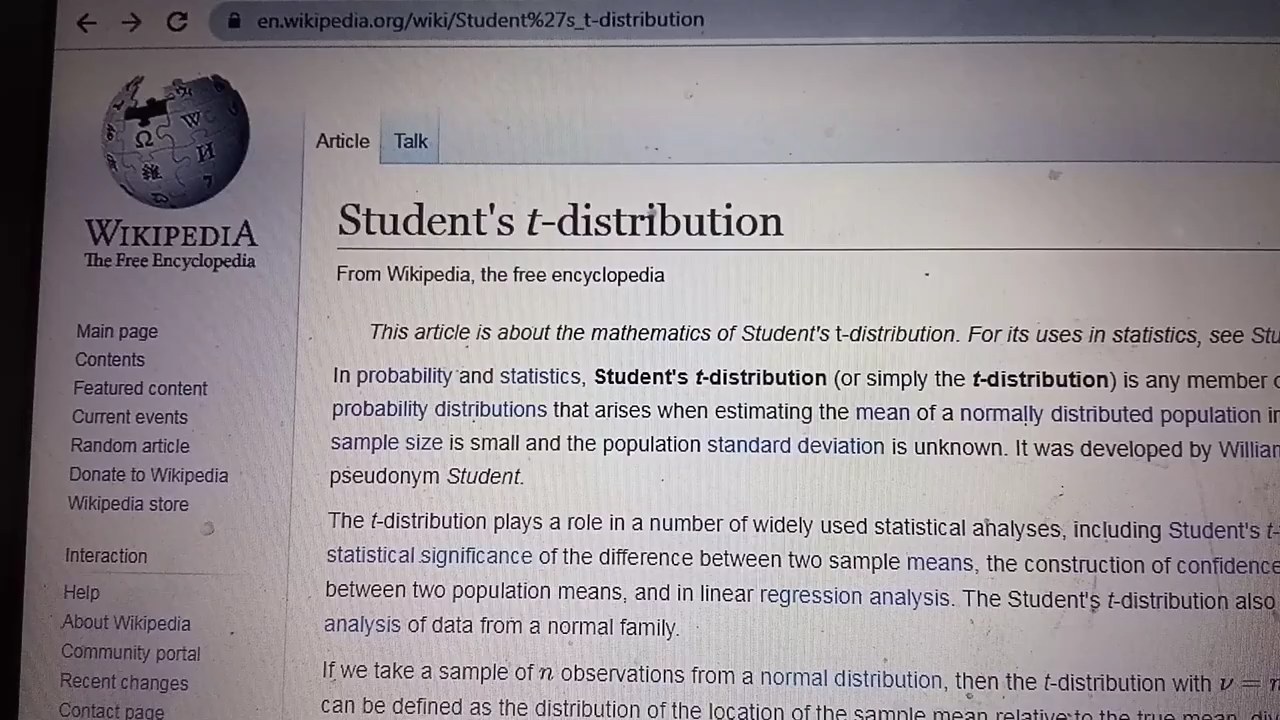 en.wikipedia.org/wiki/Student%27s_t-distribution
WIKIPEDIA
The Free Encyclopedia
Main page
Contents
Featured content
Current events
Random article
Donate to Wikipedia
Wikipedia store
Interaction
Help
About Wikipedia
Community portal
Recent changes
Contact page
Article Talk
Student's t-distribution
From Wikipedia, the free encyclopedia
This article is about the mathematics of Student's t-distribution. For its uses in statistics, see
In probability and statistics, Student's t-distribution (or simply the t-distribution) is any member
probability distributions that arises when estimating the mean of a normally distributed population
sample size is small and the population standard deviation is unknown. It was developed by
pseudonym Student.
The t-distribution plays a role in a number of widely used statistical analyses, including Student's
statistical significance of the difference between two sample means, the construction of confidence
between two population means, and in linear regression analysis. The Student's t-distribution also
analysis of data from a normal family.
If we take a sample of n observations from a normal distribution, then the t-distribution with ν =
can be defined as the distribution of the location of the sample mean relative to the true mean,